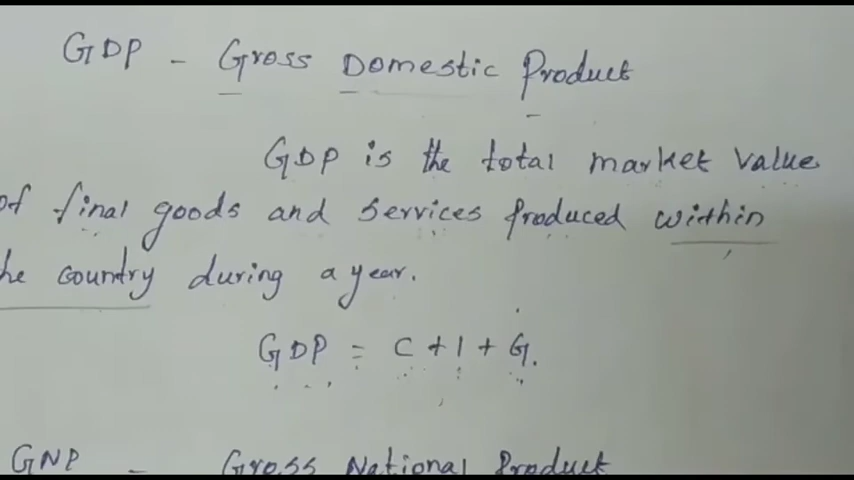 GDP - Gross Domestic Product
GDP is the total market value
of final goods and services produced within
he country during a year.
GDP = C + I + G.
GNP - Gross National Product